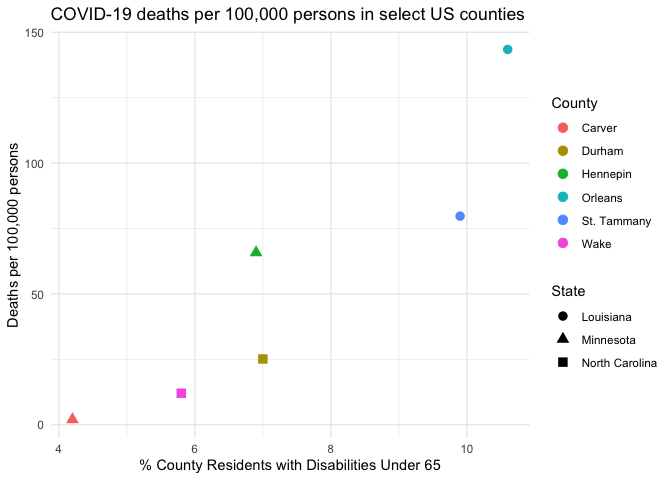 COVID-19 deaths per 100,000 persons in select US counties
150
100
50
0
Deaths per 100,000 persons
4
6
8
10
% County Residents with Disabilities Under 65
County
Carver
Durham
Hennepin
Orleans
St. Tammany
Wake
State
Louisiana
Minnesota
North Carolina